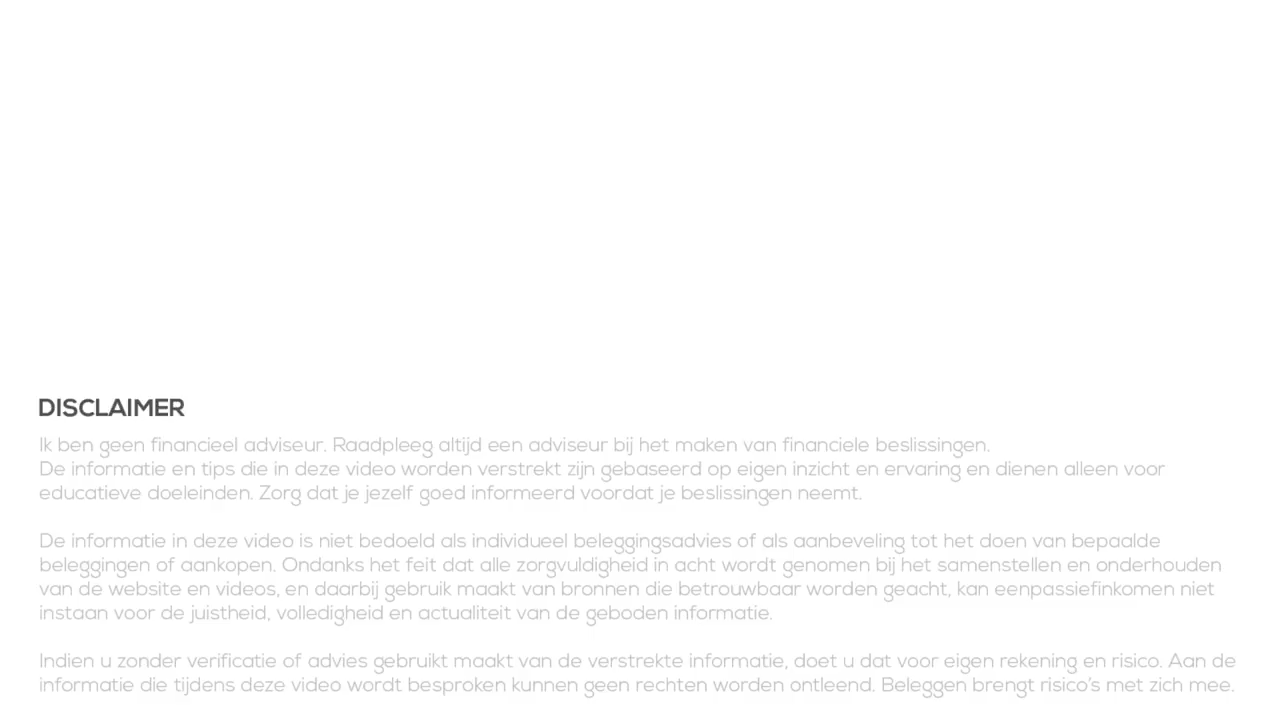 DISCLAIMER
Ik ben geen financieel adviseur. Raadpleeg altijd een adviseur bij het maken van financiele beslissingen.
De informatie en tips die in deze video worden verstrekt zijn gebaseerd op eigen inzicht en ervaring en dienen alleen voor
educatieve doeleinden. Zorg dat je jezelf goed informeerd voordat je beslissingen neemt.
De informatie in deze video is niet bedoeld als individueel beleggingsadvies of als aanbeveling tot het doen van bepaalde
beleggingen of aankopen. Ondanks het feit dat alle zorgvuldigheid in acht wordt genomen bij het samenstellen en onderhouden
van de website en videos, en daarbij gebruik maakt van bronnen die betrouwbaar worden geacht, kan eenpassiefinkomen niet
instaan voor de juistheid, volledigheid en actualiteit van de geboden informatie.
Indien u zonder verificatie of advies gebruikt maakt van de verstrekte informatie, doet u dat voor eigen rekening en risico. Aan de
informatie die tijdens deze video wordt besproken kunnen geen rechten worden ontleend. Beleggen brengt risico's met zich mee.